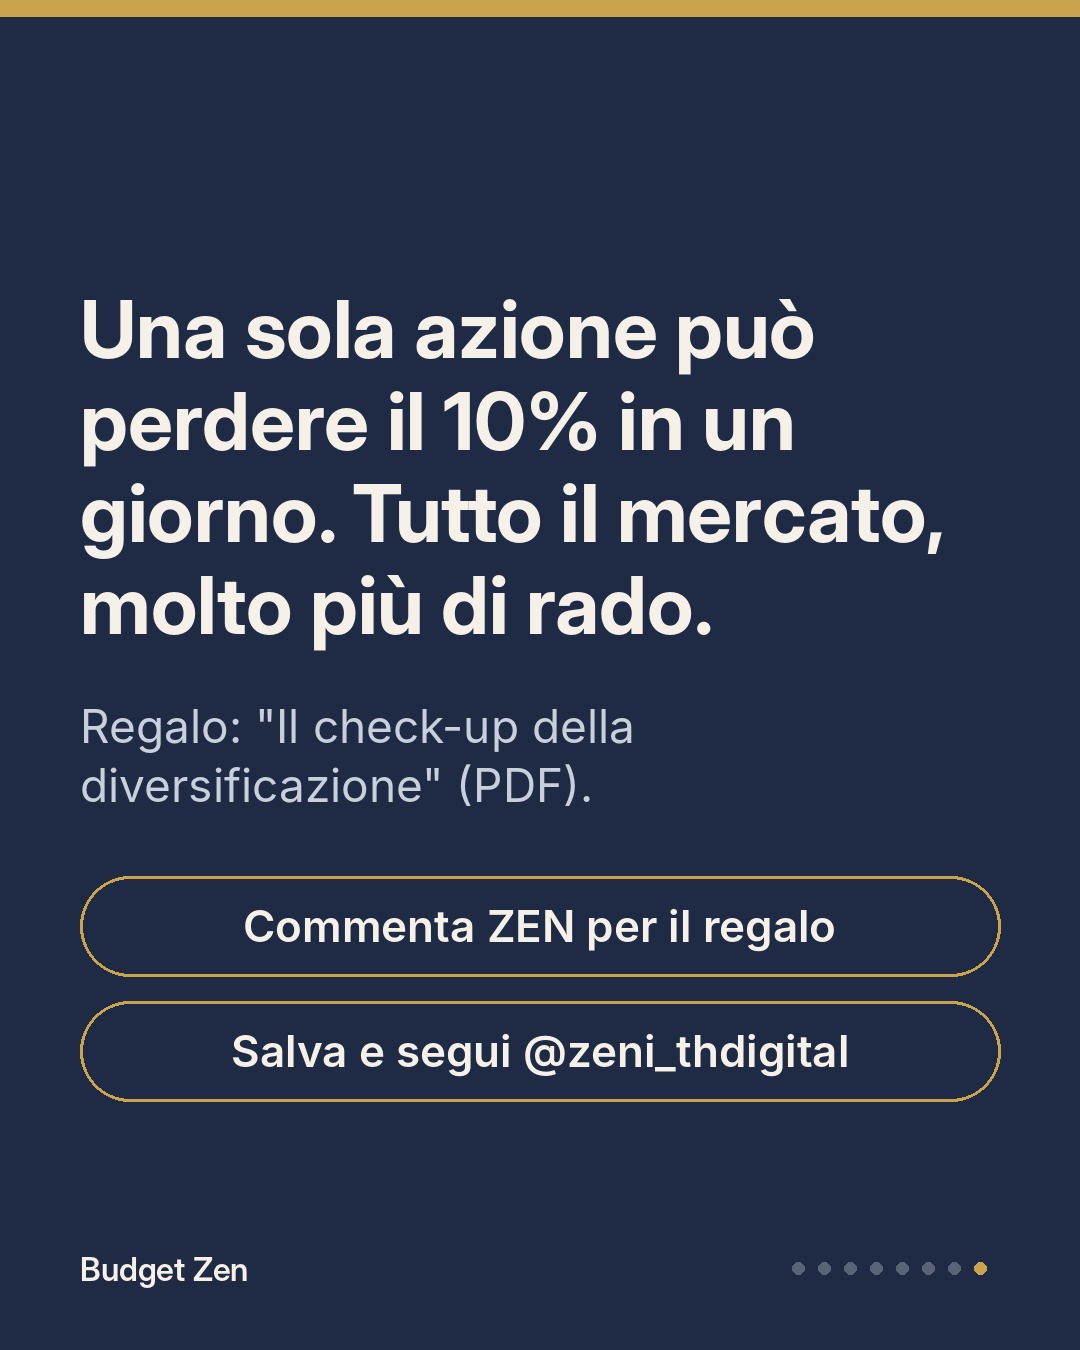 Una sola azione può
perdere il 10% in un
giorno. Tutto il mercato,
molto più di rado.
Regalo: "Il check-up della
diversificazione" (PDF).
Commenta ZEN per il regalo
Salva e segui @zeni_thdigital
Budget Zen